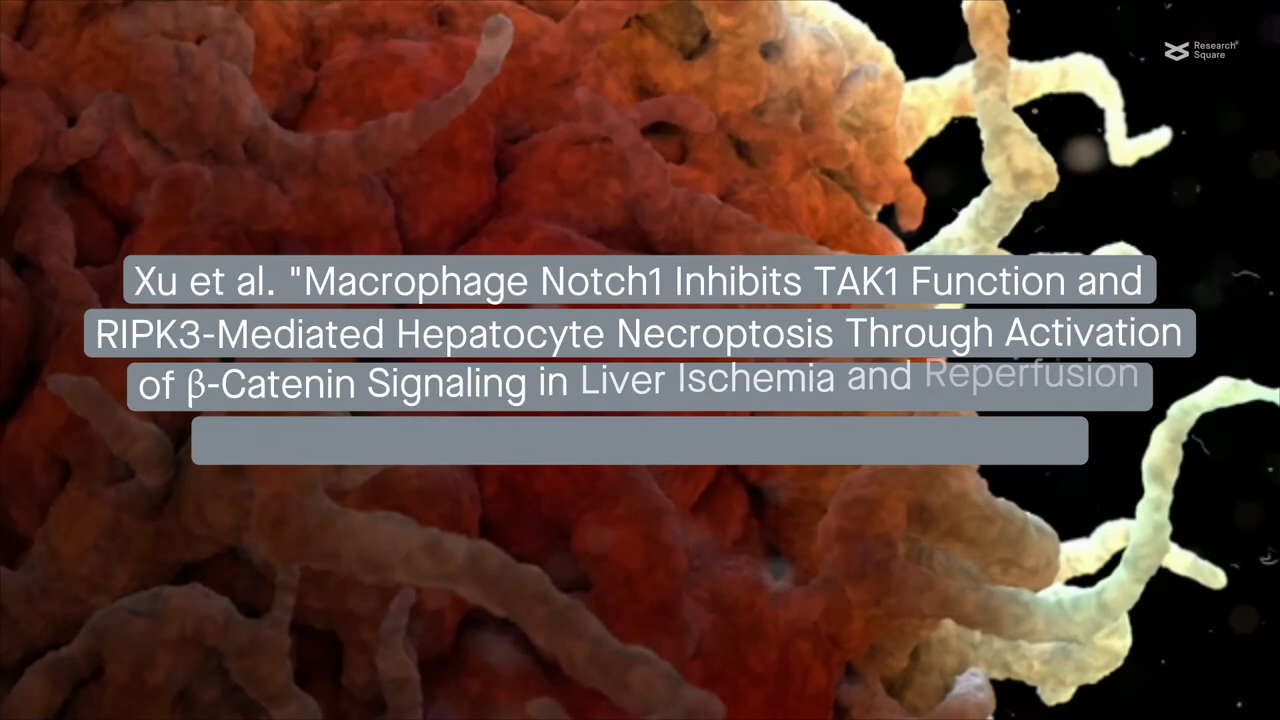 Research
Square
Xu et al. "Macrophage Notch1 Inhibits TAK1 Function and
RIPK3-Mediated Hepatocyte Necroptosis Through Activation
of β-Catenin Signaling in Liver Ischemia and Reperfusion